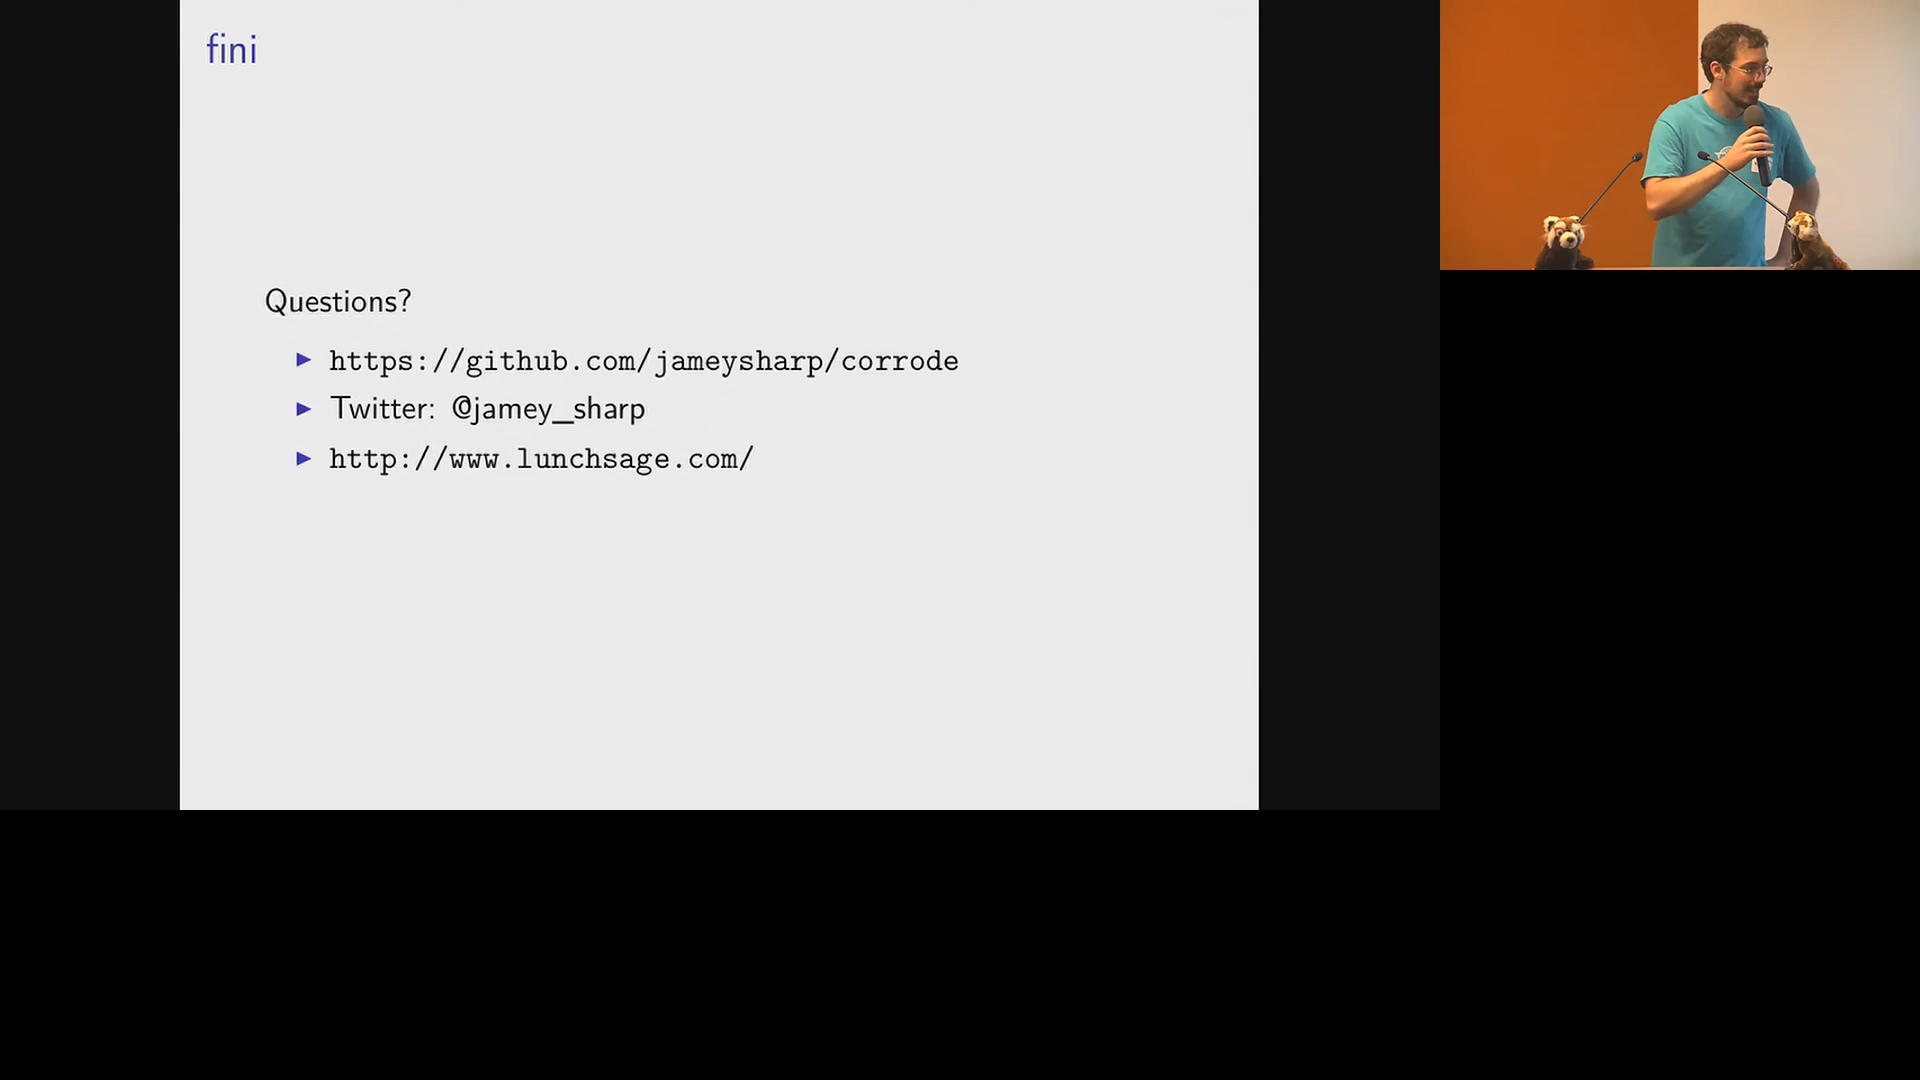 fini
Questions?
https://github.com/jameysharp/corrode
Twitter: @jamey_sharp
http://www.lunchsage.com/